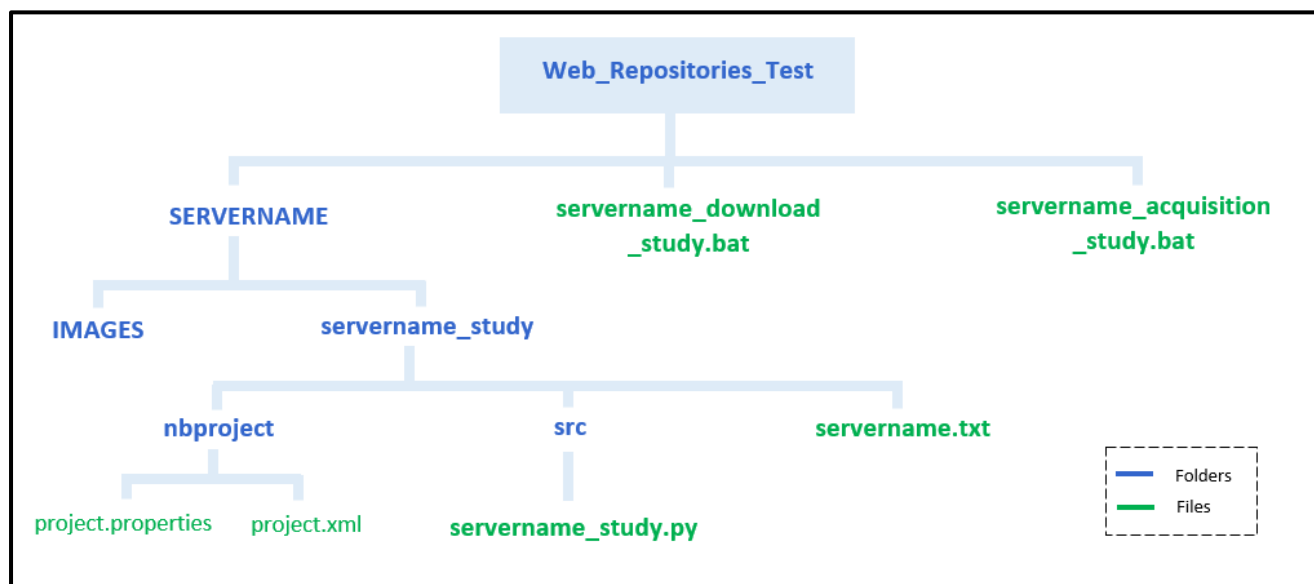 Web_Repositories_Test
SERVERNAME
servername_download
_study.bat
servername_acquisition
_study.bat
IMAGES
servername_study
nbproject
src
servername.txt
project.properties
project.xml
servername_study.py
Folders
Files